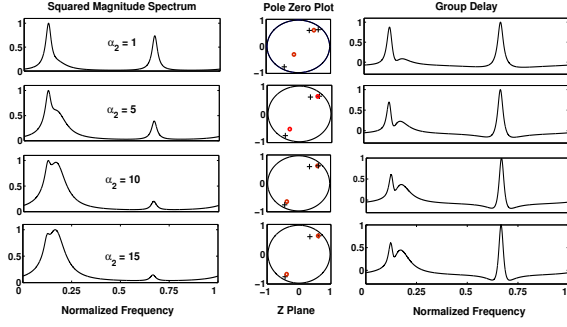 Squared Magnitude Spectrum Pole Zero Plot Group Delay
1 1 1
0.5 α₂ = 1 0 0.5
0 −1 0
1 1 1
0.5 α₂ = 5 0 0.5
0 −1 0
1 1 1
0.5 α₂ = 10 0 0.5
0 −1 0
1 1 1
0.5 α₂ = 15 0 0.5
0 −1 0
0 0.25 0.5 0.75 1 −1 0 1 0 0.25 0.5 0.75 1
Normalized Frequency Z Plane Normalized Frequency